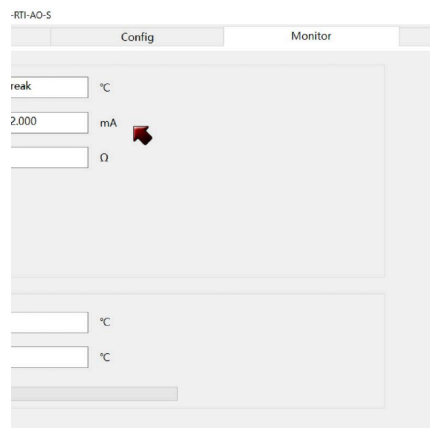 -RTI-AO-S
Config Monitor
reak ℃
2.000 mA
Ω
℃
℃